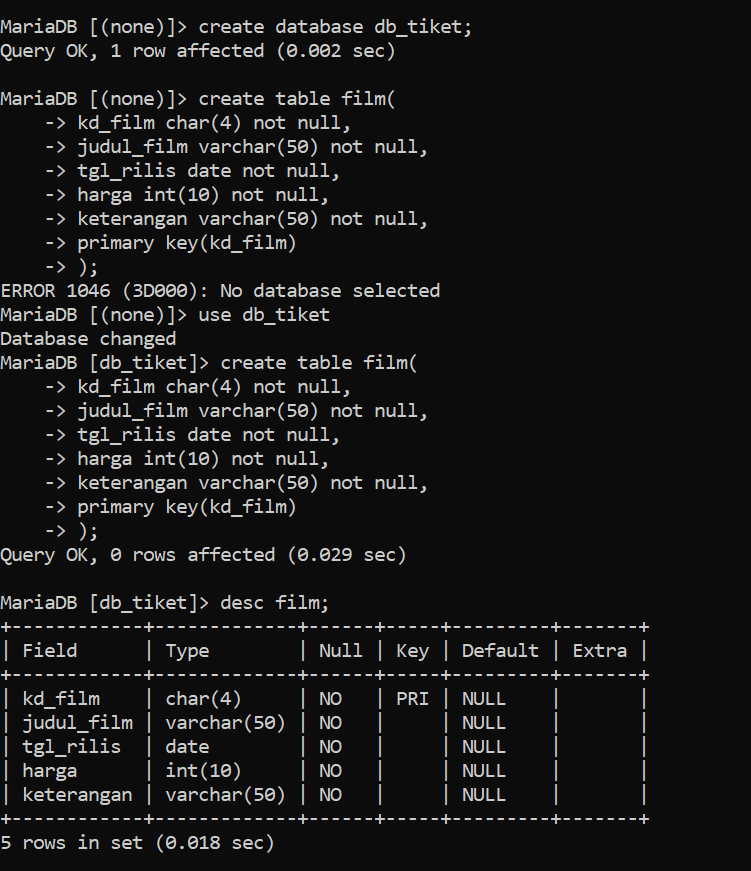 MariaDB [(none)]> create database db_tiket;
Query OK, 1 row affected (0.002 sec)

MariaDB [(none)]> create table film(
    -> kd_film char(4) not null,
    -> judul_film varchar(50) not null,
    -> tgl_rilis date not null,
    -> harga int(10) not null,
    -> keterangan varchar(50) not null,
    -> primary key(kd_film)
    -> );
ERROR 1046 (3D000): No database selected
MariaDB [(none)]> use db_tiket
Database changed
MariaDB [db_tiket]> create table film(
    -> kd_film char(4) not null,
    -> judul_film varchar(50) not null,
    -> tgl_rilis date not null,
    -> harga int(10) not null,
    -> keterangan varchar(50) not null,
    -> primary key(kd_film)
    -> );
Query OK, 0 rows affected (0.029 sec)

MariaDB [db_tiket]> desc film;
+------------+-------------+------+-----+---------+-------+
| Field      | Type        | Null | Key | Default | Extra |
+------------+-------------+------+-----+---------+-------+
| kd_film    | char(4)     | NO   | PRI | NULL    |       |
| judul_film | varchar(50) | NO   |     | NULL    |       |
| tgl_rilis  | date        | NO   |     | NULL    |       |
| harga      | int(10)     | NO   |     | NULL    |       |
| keterangan | varchar(50) | NO   |     | NULL    |       |
+------------+-------------+------+-----+---------+-------+
5 rows in set (0.018 sec)